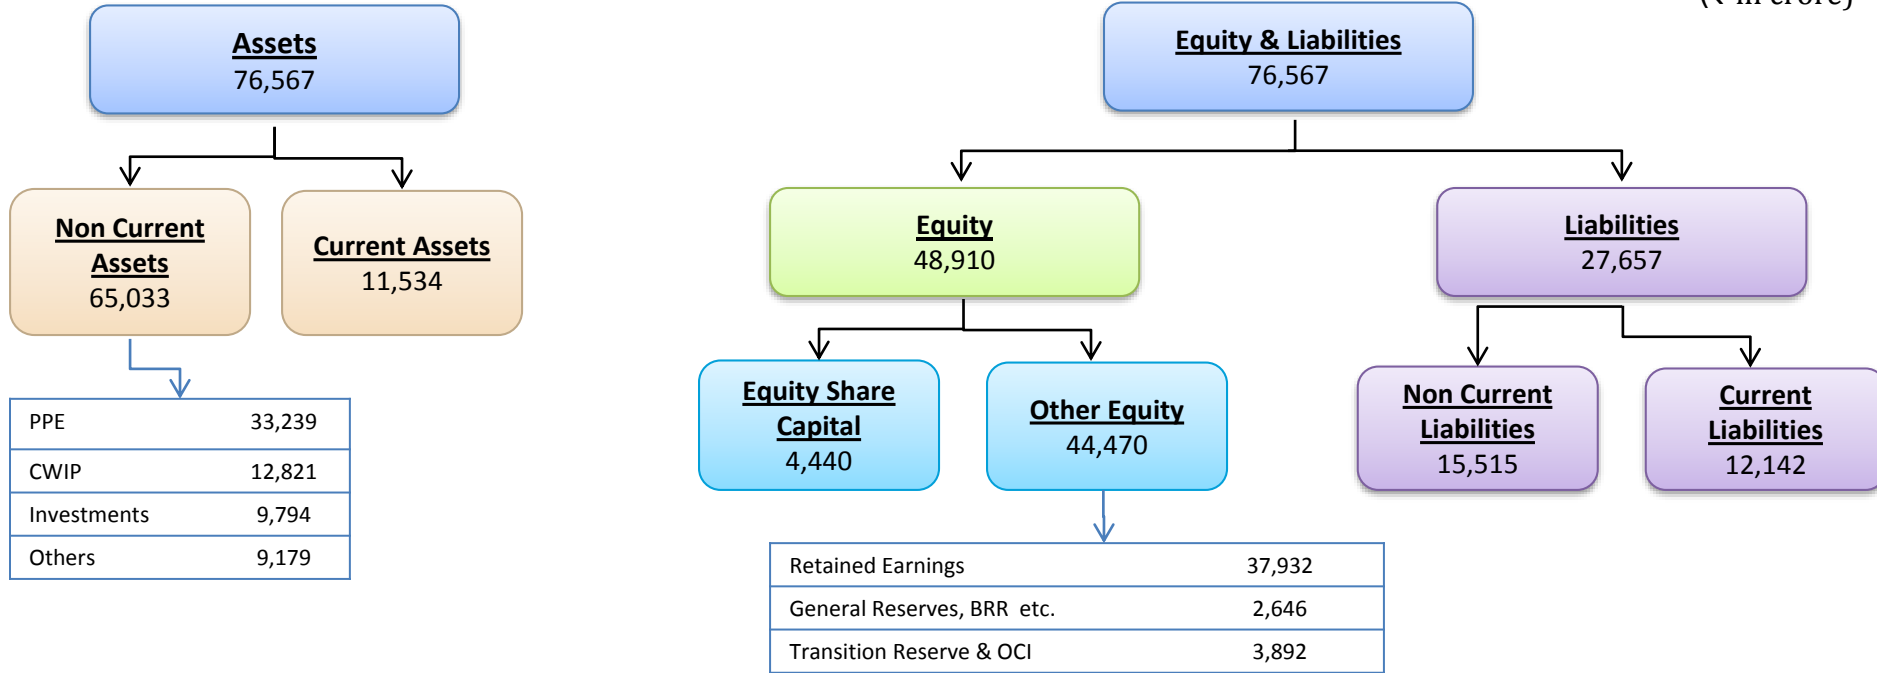 (₹ in crore)
Assets
76,567
Equity & Liabilities
76,567
Non Current
Assets
65,033
Current Assets
11,534
Equity
48,910
Liabilities
27,657
PPE 33,239
CWIP 12,821
Investments 9,794
Others 9,179
Equity Share
Capital
4,440
Other Equity
44,470
Non Current
Liabilities
15,515
Current
Liabilities
12,142
Retained Earnings 37,932
General Reserves, BRR etc. 2,646
Transition Reserve & OCI 3,892